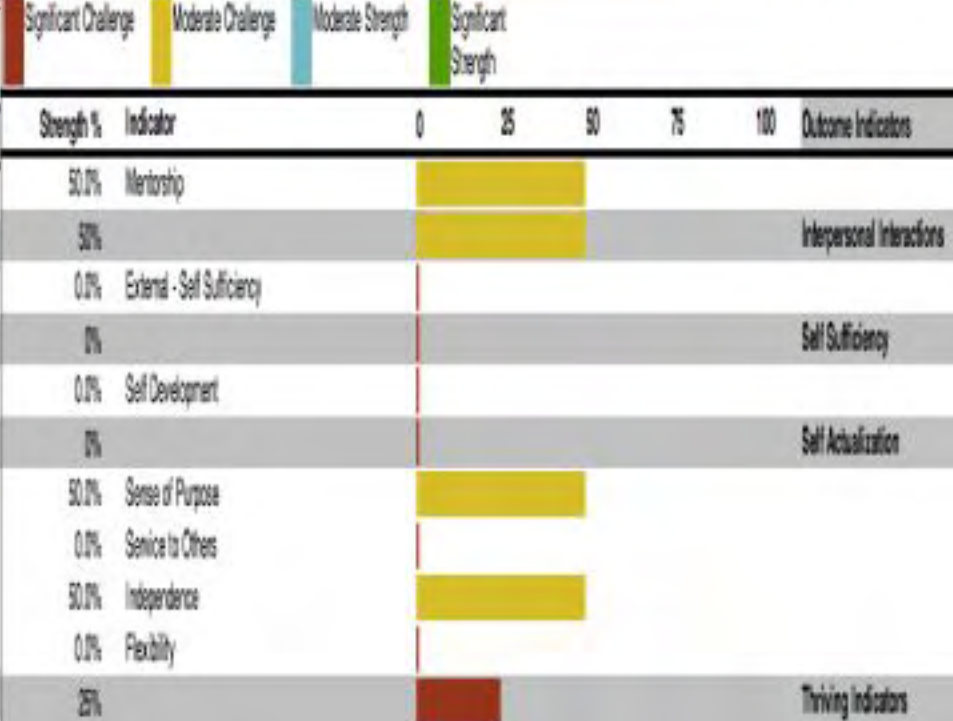 Significant Challenge Moderate Challenge Moderate Strength Significant Strength
Strength % Indicator 0 25 50 75 100 Outcome Indicators
50.0% Mentorship
50% Interpersonal Interactions
0.0% External - Self Sufficiency
0% Self Sufficiency
0.0% Self Development
0% Self Actualization
50.0% Sense of Purpose
0.0% Service to Others
50.0% Independence
0.0% Flexibility
25% Thriving Indicators